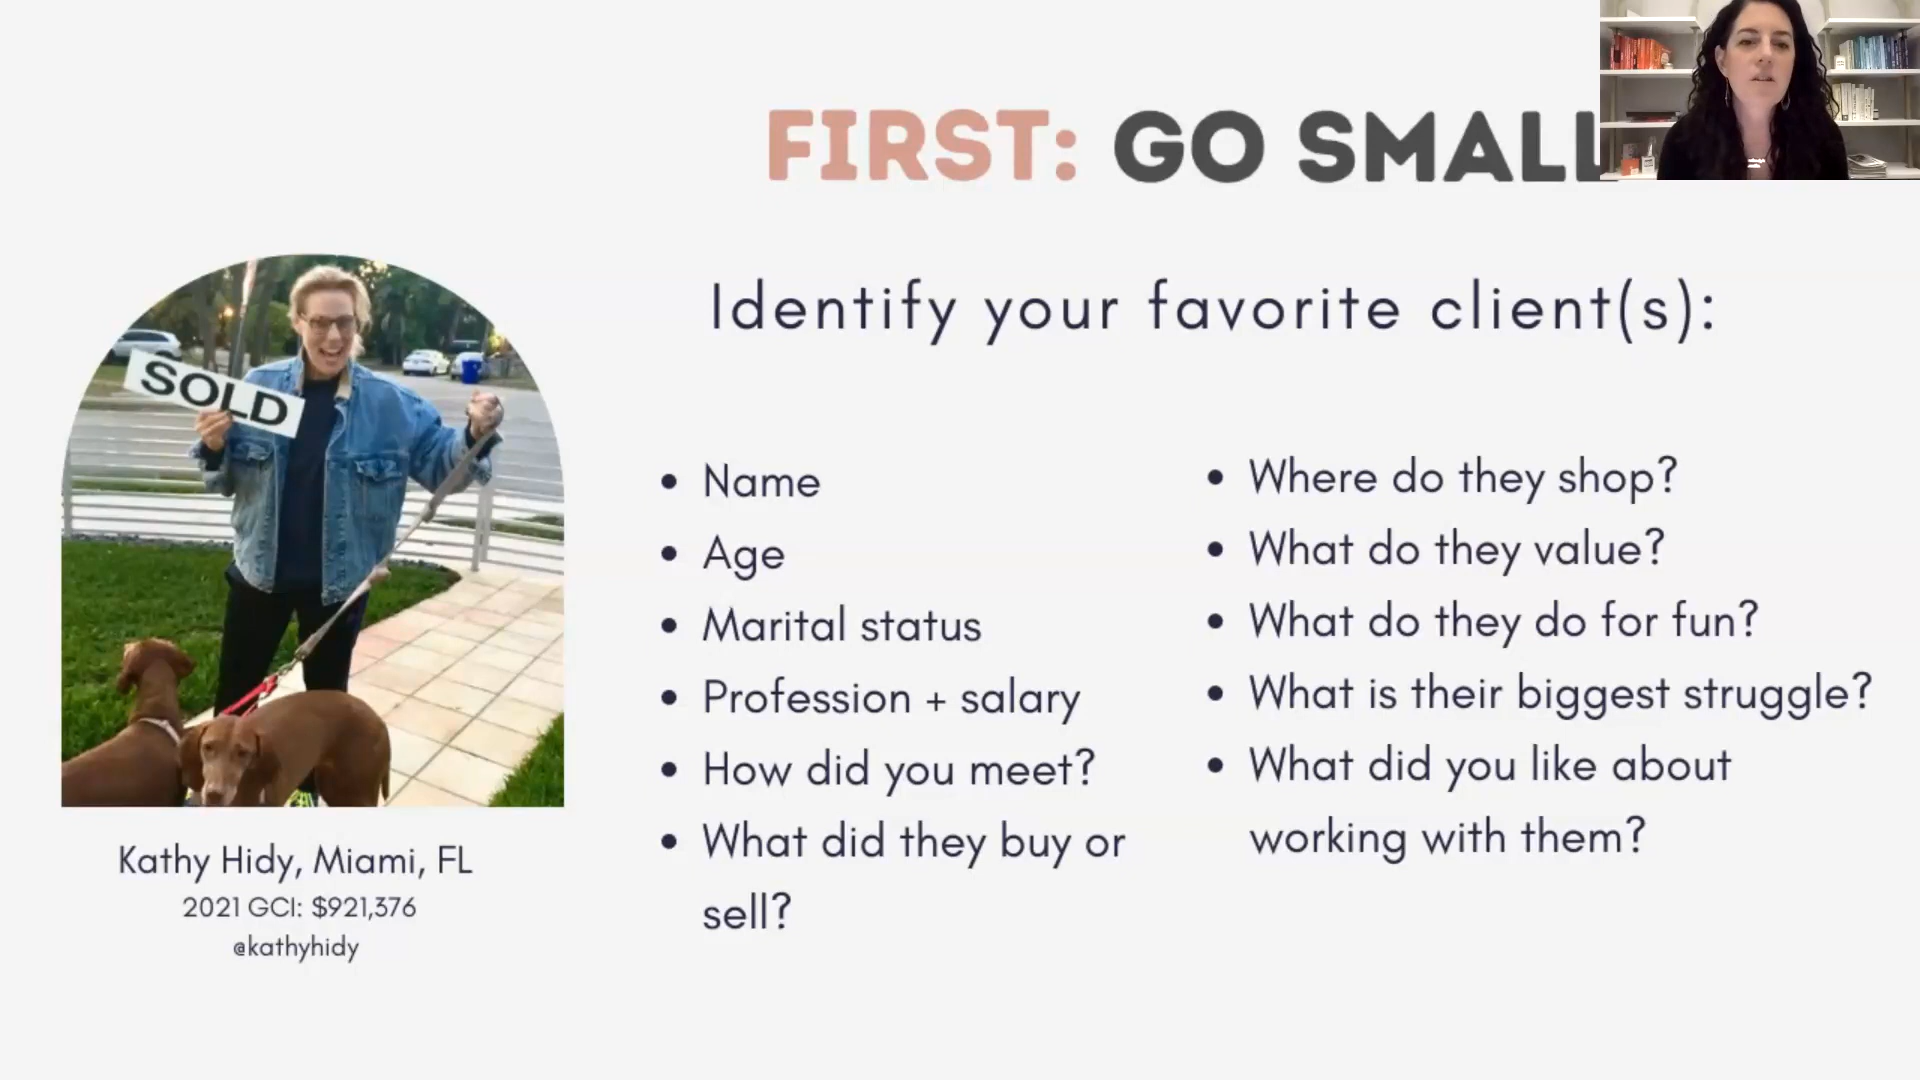 FIRST: GO SMALL
Identify your favorite client(s):
SOLD
Kathy Hidy, Miami, FL
2021 GCI: $921,376
@kathyhidy
• Name
• Age
• Marital status
• Profession + salary
• How did you meet?
• What did they buy or
sell?
• Where do they shop?
• What do they value?
• What do they do for fun?
• What is their biggest struggle?
• What did you like about
working with them?